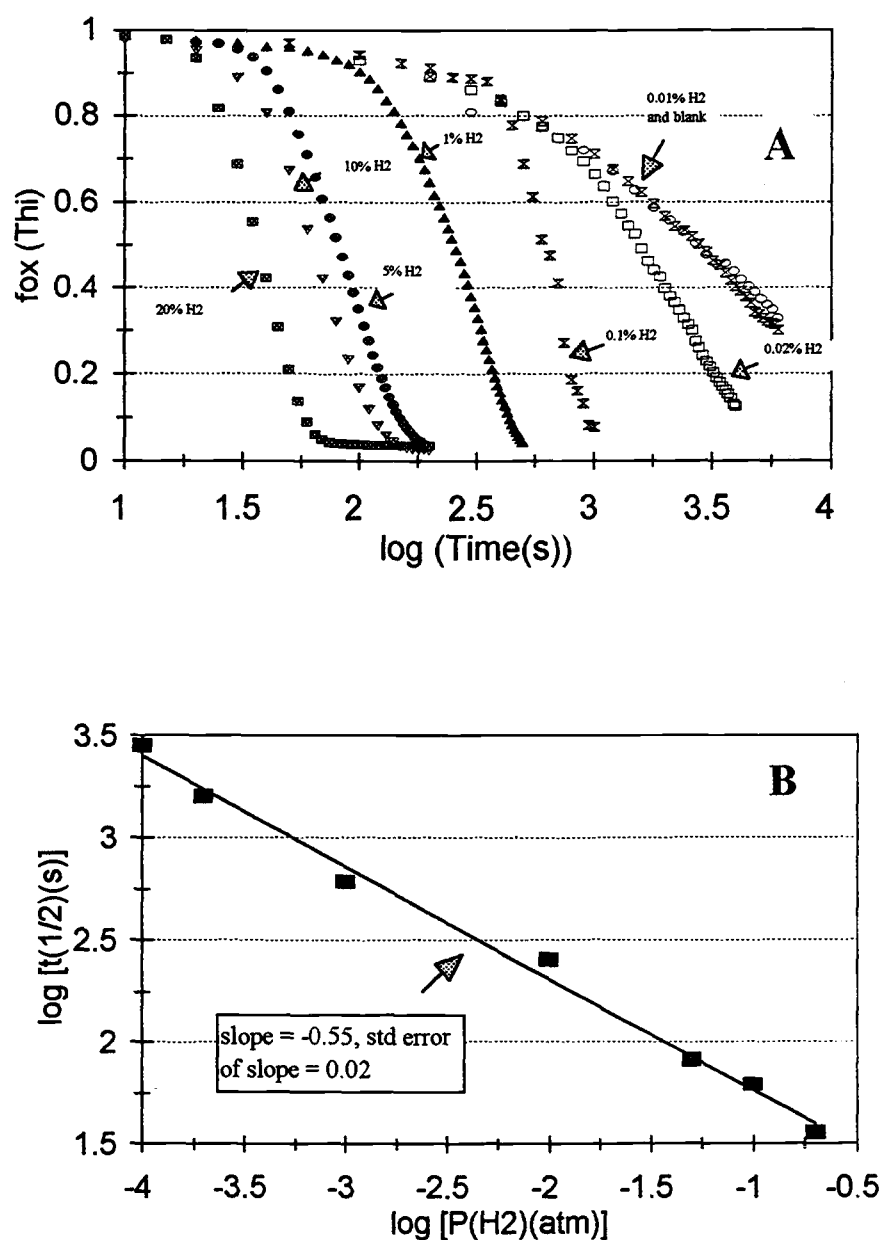 1
0.8
0.6
0.4
0.2
0
fox (Thi)
0.01% H2
and blank
A
1% H2
10% H2
5% H2
20% H2
0.1% H2
0.02% H2
1 1.5 2 2.5 3 3.5 4
log (Time(s))
3.5
3
2.5
2
1.5
log [t(1/2)(s)]
B
slope = -0.55, std error
of slope = 0.02
-4 -3.5 -3 -2.5 -2 -1.5 -1 -0.5
log [P(H2)(atm)]